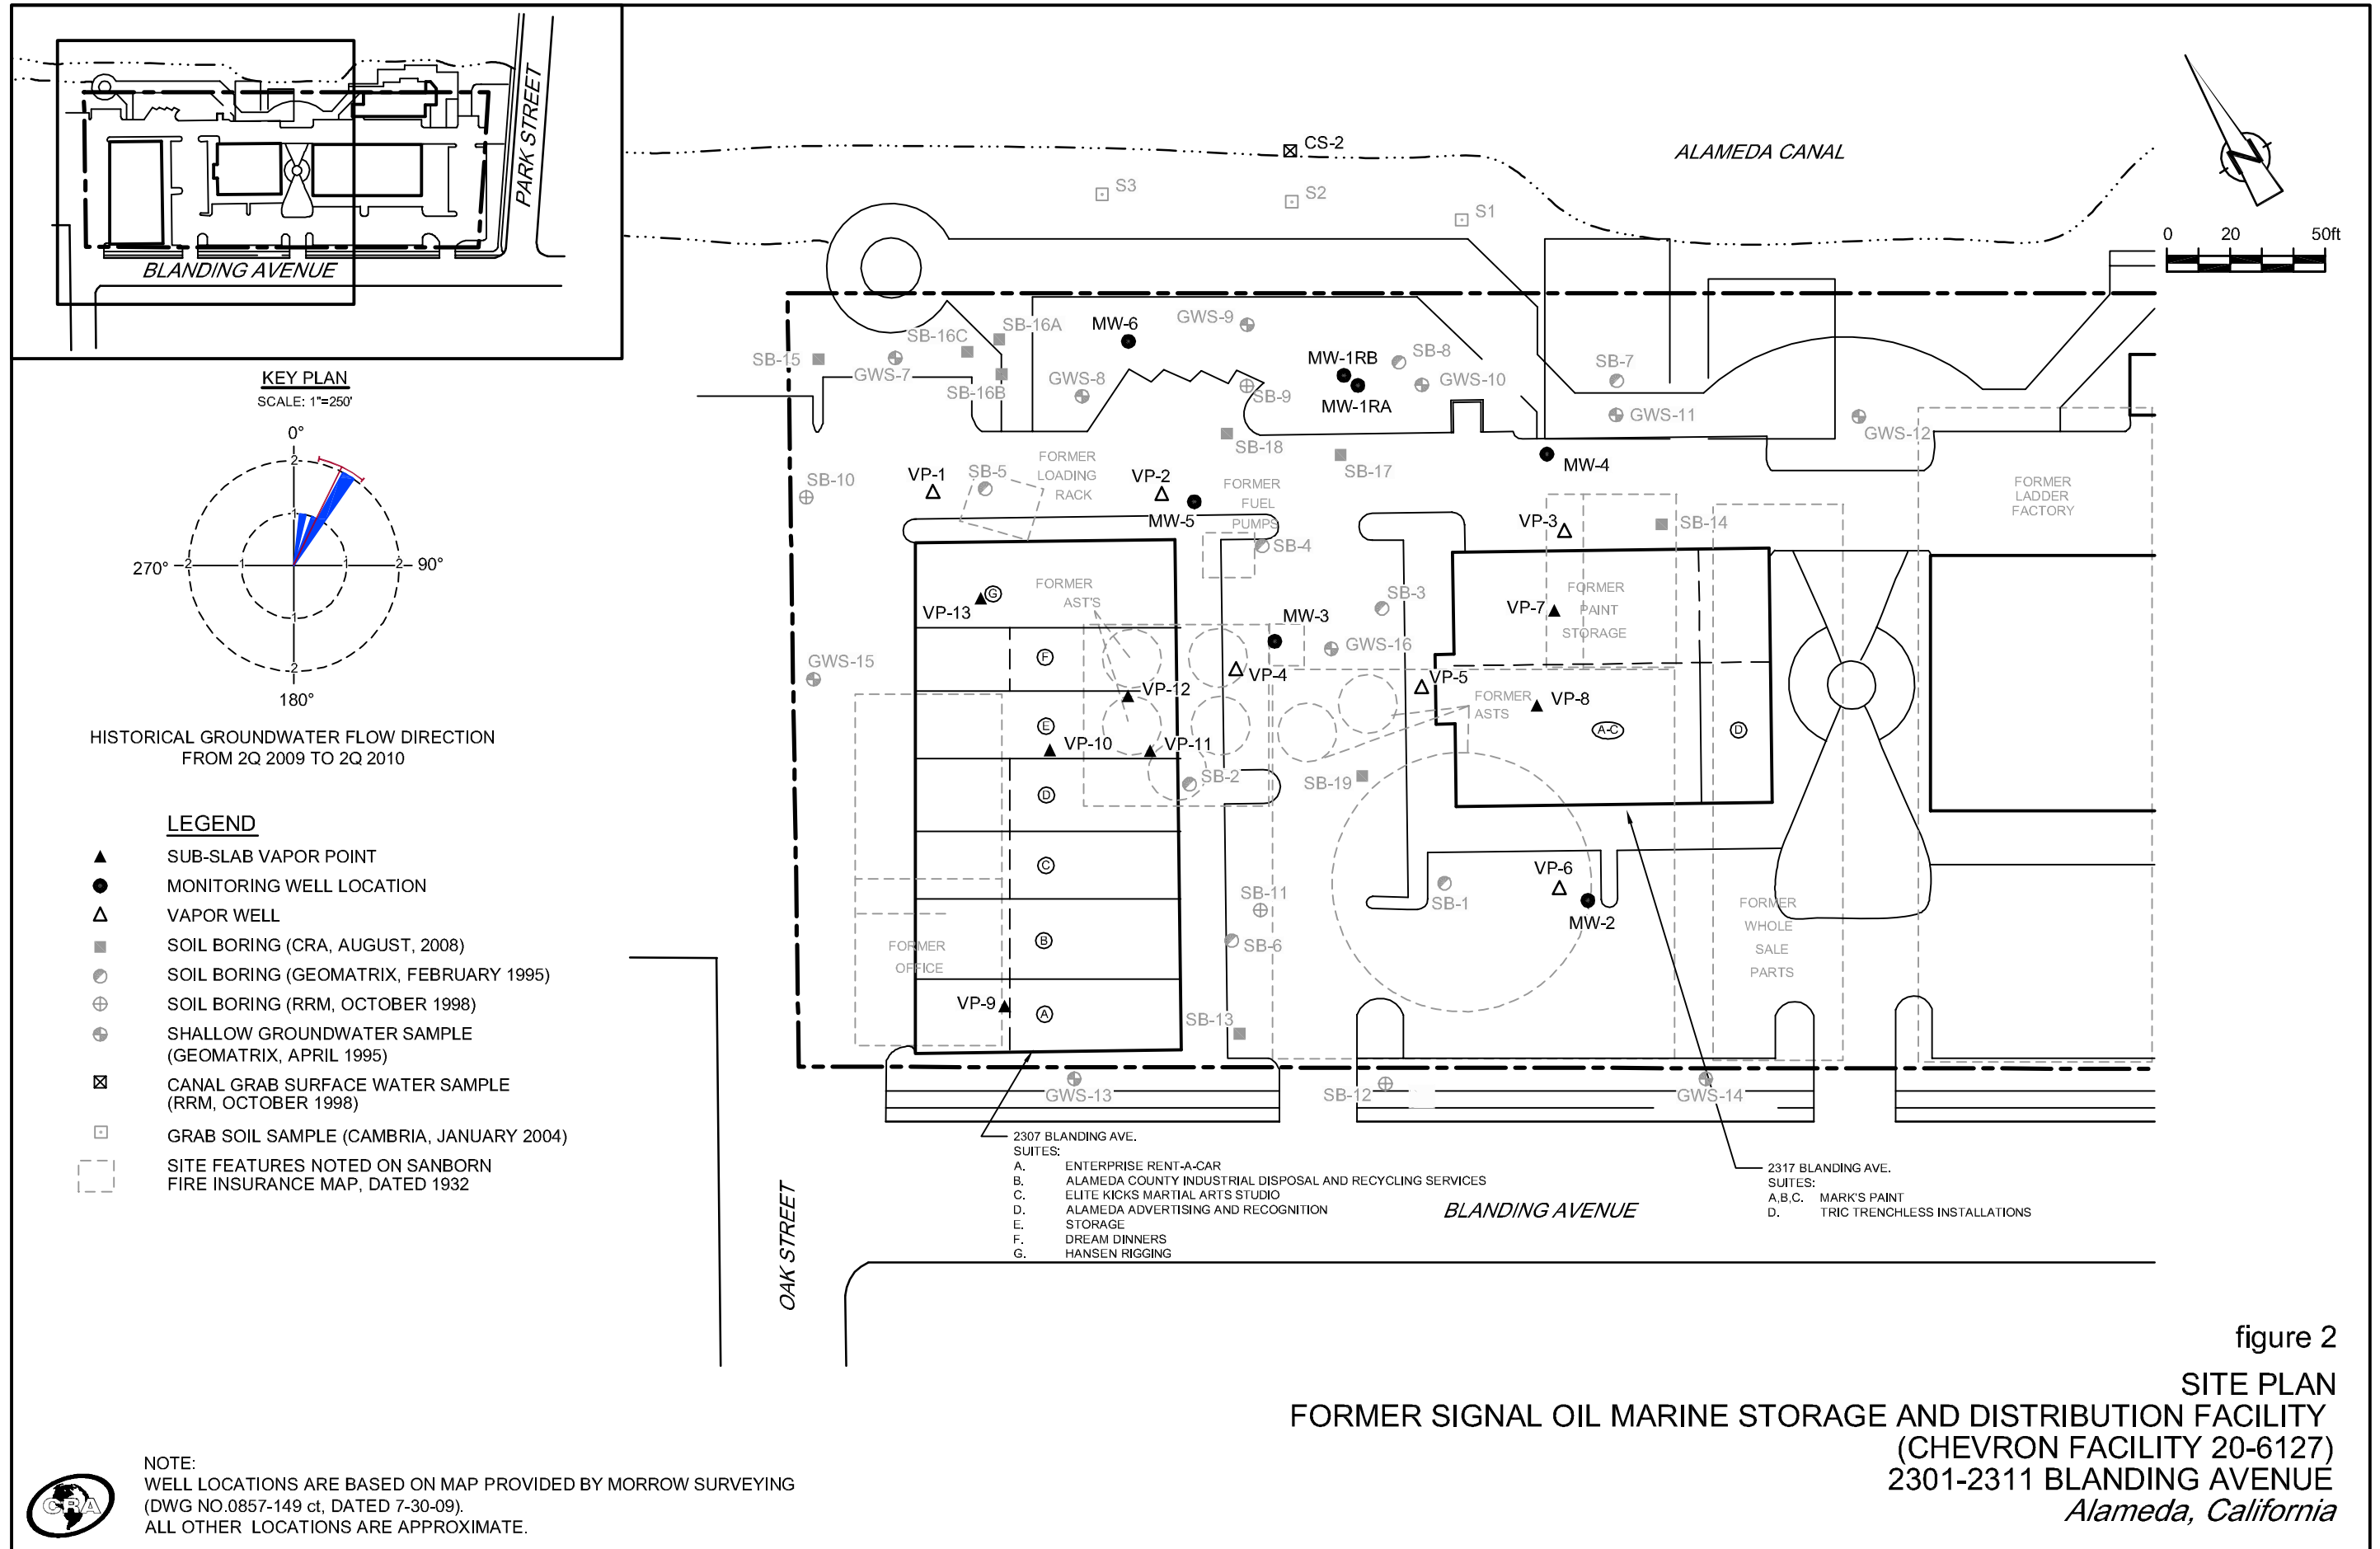 PARK STREET
BLANDING AVENUE
KEY PLAN
SCALE: 1"=250'
0°
2
1
270°
2
1
1
2
90°
1
2
180°
HISTORICAL GROUNDWATER FLOW DIRECTION
FROM 2Q 2009 TO 2Q 2010
LEGEND
SUB-SLAB VAPOR POINT
MONITORING WELL LOCATION
VAPOR WELL
SOIL BORING (CRA, AUGUST, 2008)
SOIL BORING (GEOMATRIX, FEBRUARY 1995)
SOIL BORING (RRM, OCTOBER 1998)
SHALLOW GROUNDWATER SAMPLE
(GEOMATRIX, APRIL 1995)
CANAL GRAB SURFACE WATER SAMPLE
(RRM, OCTOBER 1998)
GRAB SOIL SAMPLE (CAMBRIA, JANUARY 2004)
SITE FEATURES NOTED ON SANBORN
FIRE INSURANCE MAP, DATED 1932
CS-2
ALAMEDA CANAL
N
0 20 50ft
S3
S2
S1
SB-15
GWS-7
SB-16C
SB-16A
SB-16B
MW-6
GWS-8
GWS-9
SB-9
MW-1RB
MW-1RA
SB-8
GWS-10
SB-7
GWS-11
GWS-12
SB-10
VP-1
SB-5
FORMER
LOADING
RACK
VP-2
MW-5
SB-18
FORMER
FUEL
PUMPS
SB-17
MW-4
VP-3
SB-14
FORMER
LADDER
FACTORY
SB-4
VP-13
G
FORMER
AST'S
SB-3
MW-3
GWS-16
VP-7
FORMER
PAINT
STORAGE
GWS-15
F
VP-4
VP-12
VP-5
FORMER
ASTS
VP-8
E
VP-10
VP-11
A-C
D
SB-2
SB-19
D
C
VP-6
SB-1
MW-2
SB-11
SB-6
FORMER
WHOLE
SALE
PARTS
B
FORMER
OFFICE
VP-9
A
SB-13
GWS-13
SB-12
GWS-14
2307 BLANDING AVE.
SUITES:
A. ENTERPRISE RENT-A-CAR
B. ALAMEDA COUNTY INDUSTRIAL DISPOSAL AND RECYCLING SERVICES
C. ELITE KICKS MARTIAL ARTS STUDIO
D. ALAMEDA ADVERTISING AND RECOGNITION
E. STORAGE
F. DREAM DINNERS
G. HANSEN RIGGING
2317 BLANDING AVE.
SUITES:
A,B,C. MARK'S PAINT
D. TRIC TRENCHLESS INSTALLATIONS
BLANDING AVENUE
OAK STREET
figure 2
SITE PLAN
FORMER SIGNAL OIL MARINE STORAGE AND DISTRIBUTION FACILITY
(CHEVRON FACILITY 20-6127)
2301-2311 BLANDING AVENUE
Alameda, California
CRA
NOTE:
WELL LOCATIONS ARE BASED ON MAP PROVIDED BY MORROW SURVEYING
(DWG NO.0857-149 ct, DATED 7-30-09).
ALL OTHER LOCATIONS ARE APPROXIMATE.